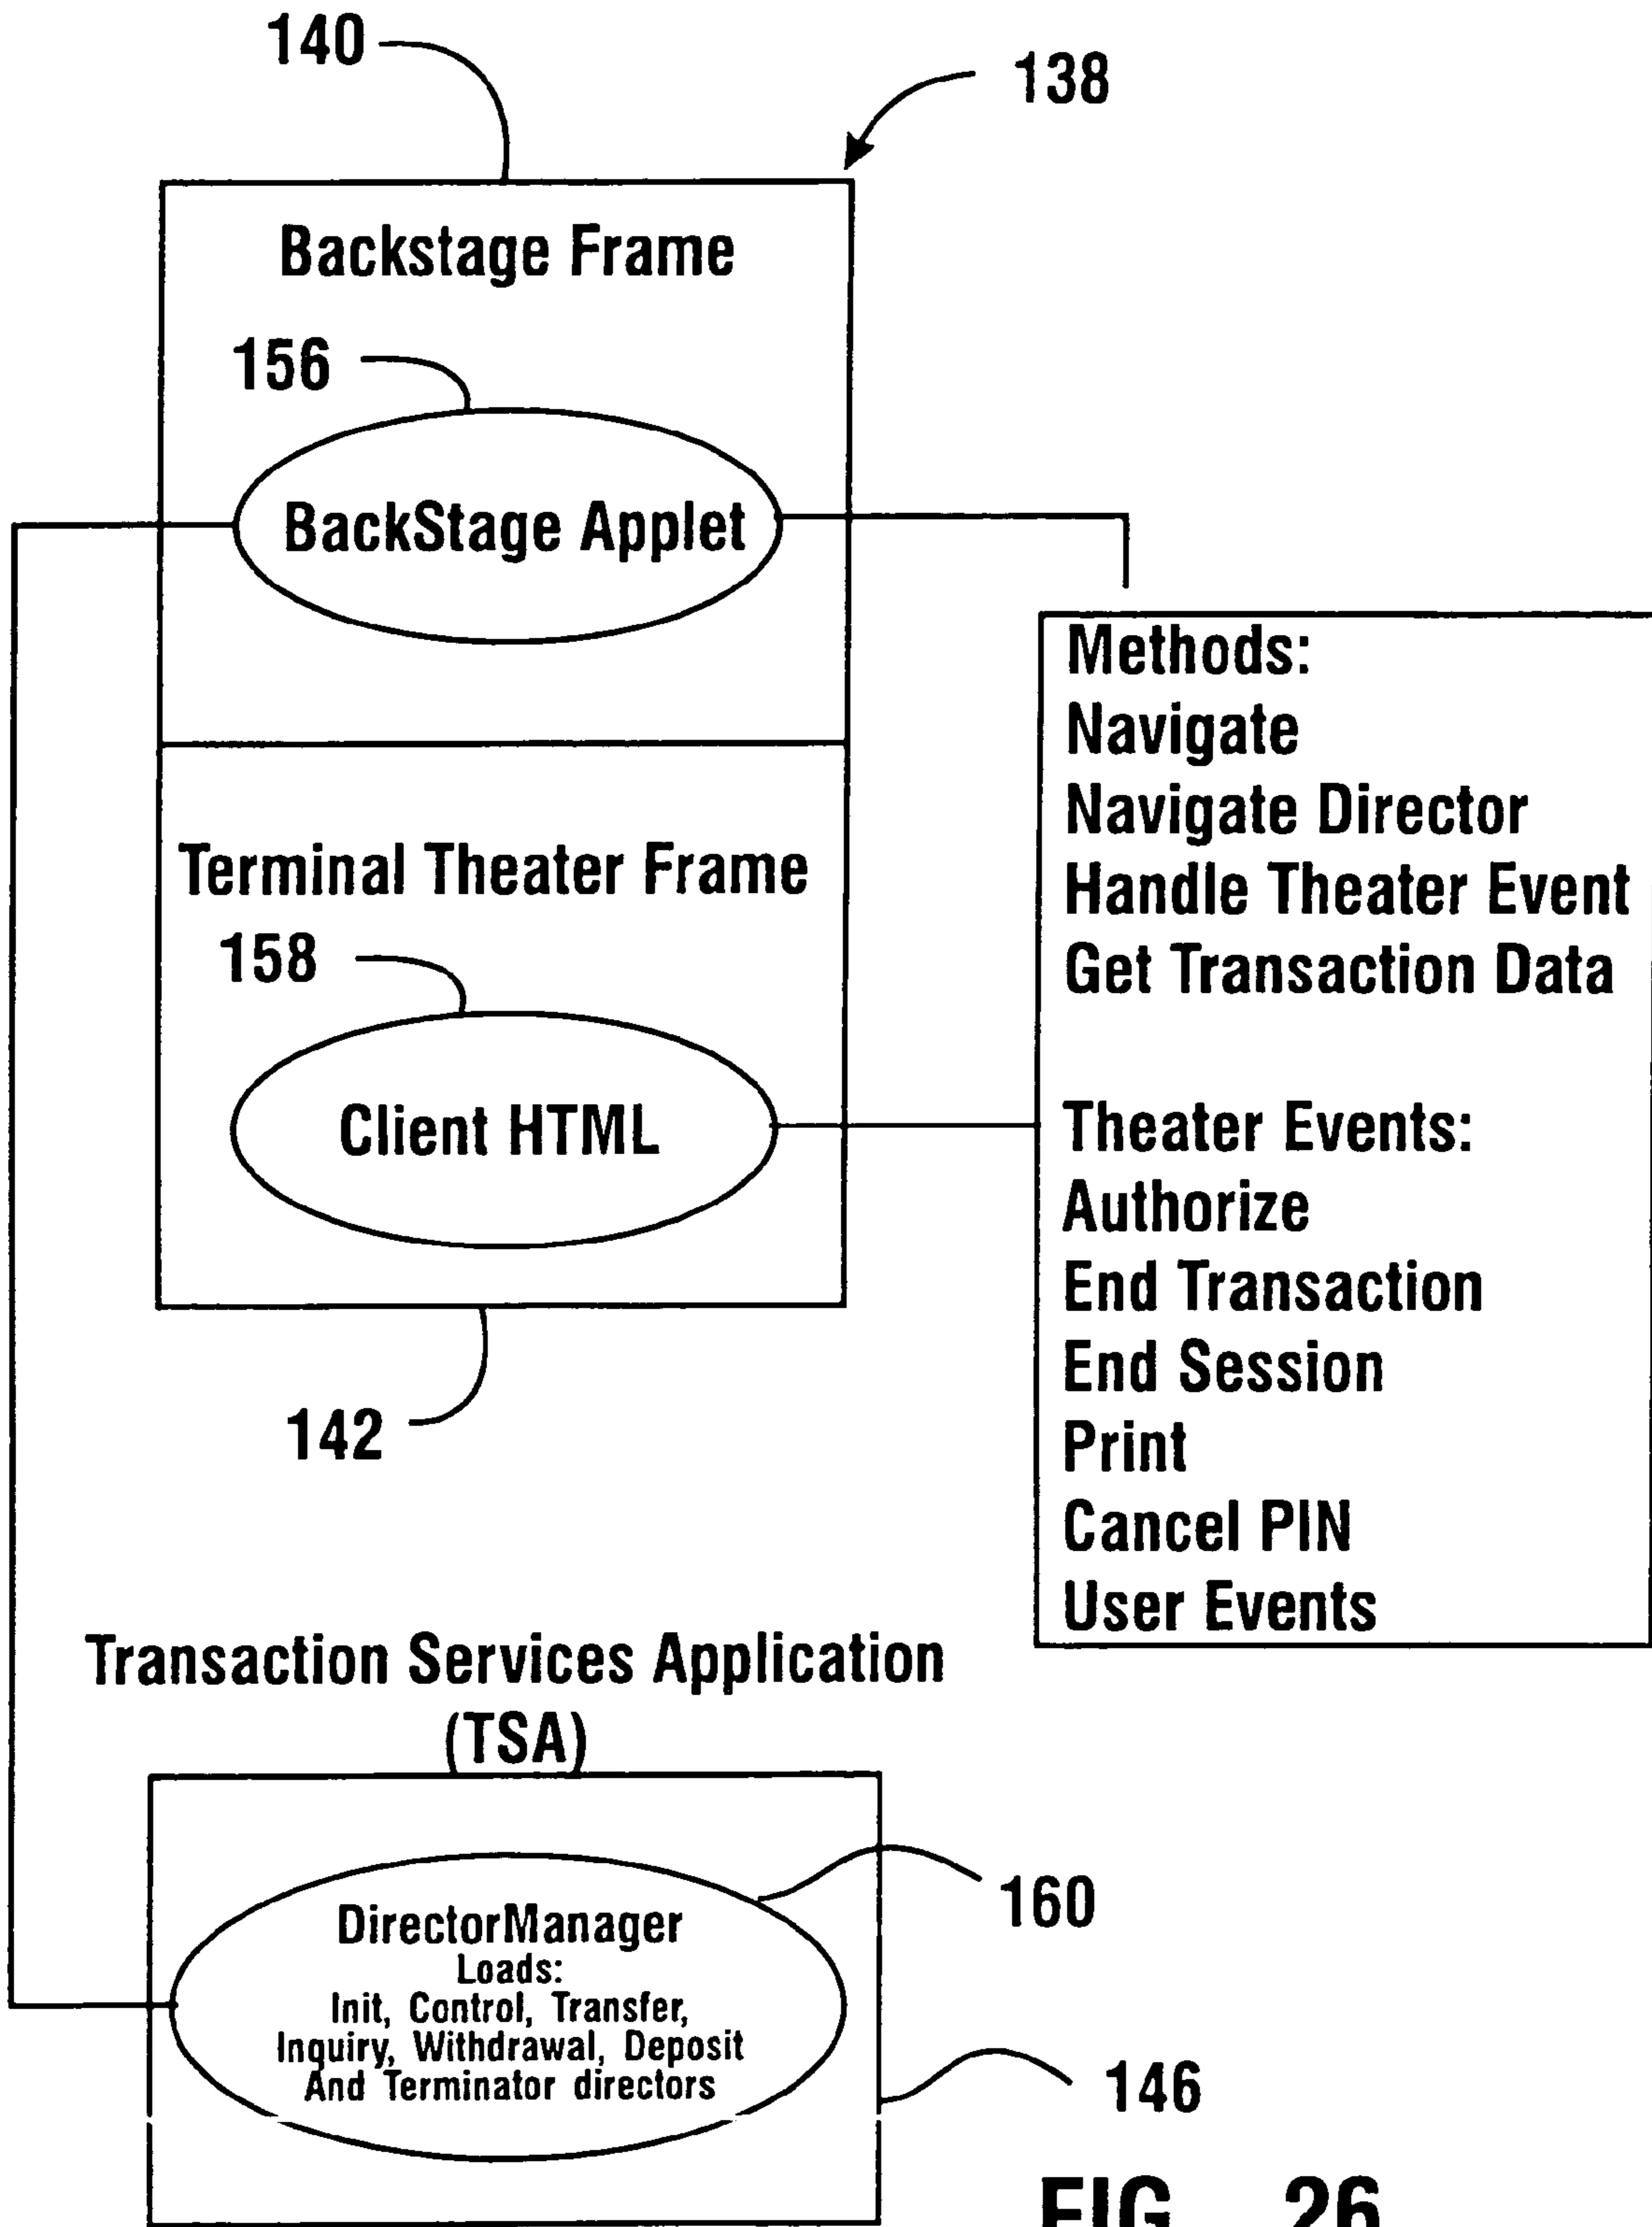 140
138
Backstage Frame
156
BackStage Applet
Methods:
Navigate
Navigate Director
Handle Theater Event
Get Transaction Data
Theater Events:
Authorize
End Transaction
End Session
Print
Cancel PIN
User Events
Terminal Theater Frame
158
Client HTML
142
Transaction Services Application
(TSA)
DirectorManager
Loads:
Init, Control, Transfer,
Inquiry, Withdrawal, Deposit
And Terminator directors
160
146
FIG 26